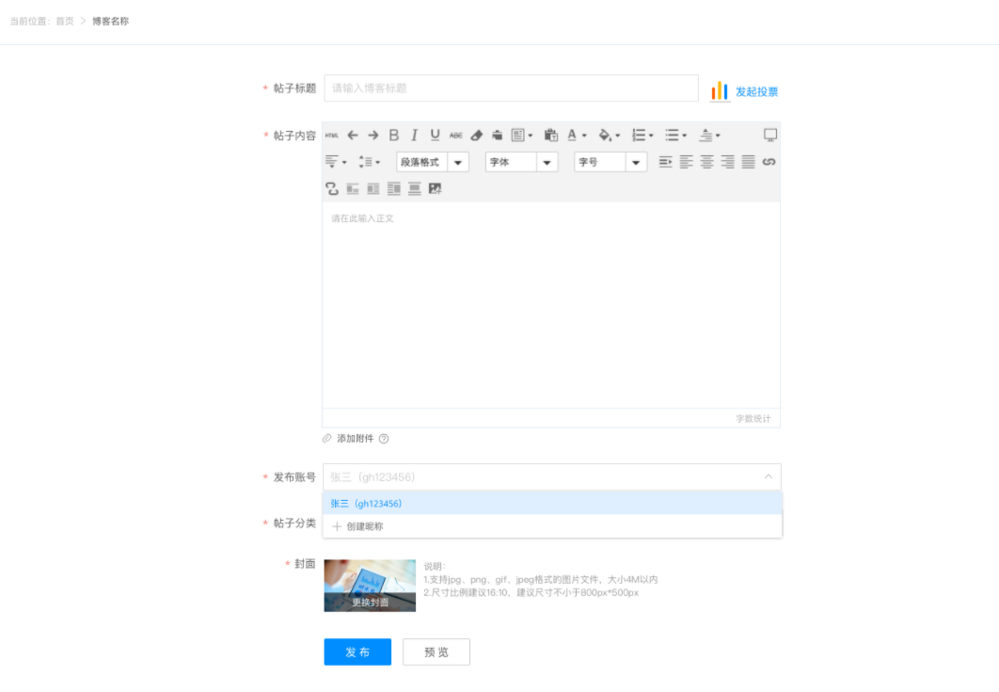 当前位置：首页 > 博客名称
* 帖子标题 请输入博客标题 发起投票
* 帖子内容 HTML B I U ABC A
段落格式 字体 字号
请在此输入正文
字数统计
添加附件 ?
* 发布账号 张三（gh123456）
张三（gh123456）
* 帖子分类 + 创建昵称
* 封面 说明：
1.支持jpg、png、gif、jpeg格式的图片文件，大小4M以内
2.尺寸比例建议16:10、建议尺寸不小于800px*500px
更换封面
发布 预览